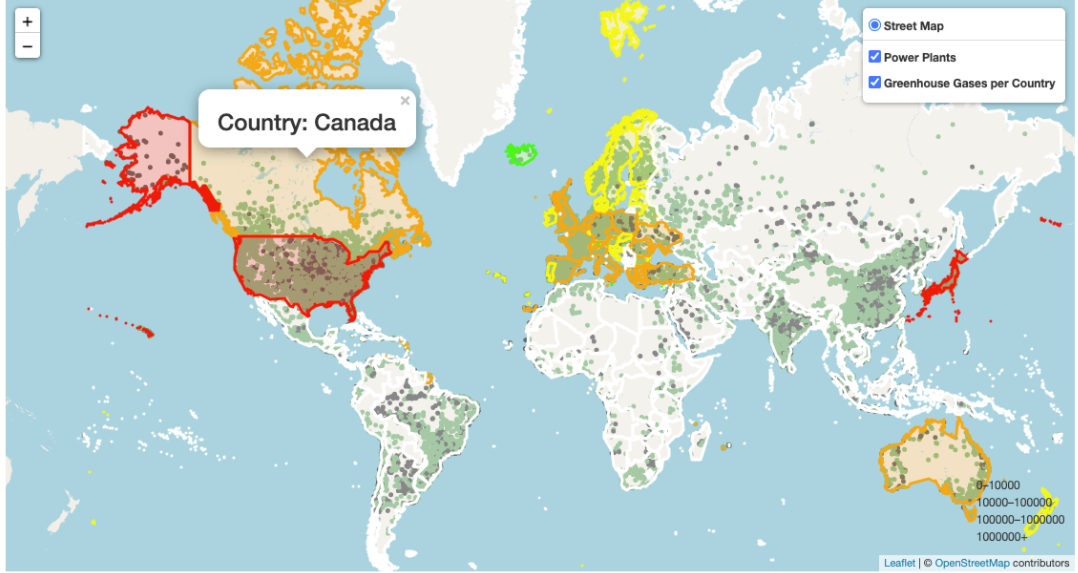 +
−
Street Map
Power Plants
Greenhouse Gases per Country
×
Country: Canada
0–10000
10000–100000
100000–1000000
1000000+
Leaflet | © OpenStreetMap contributors